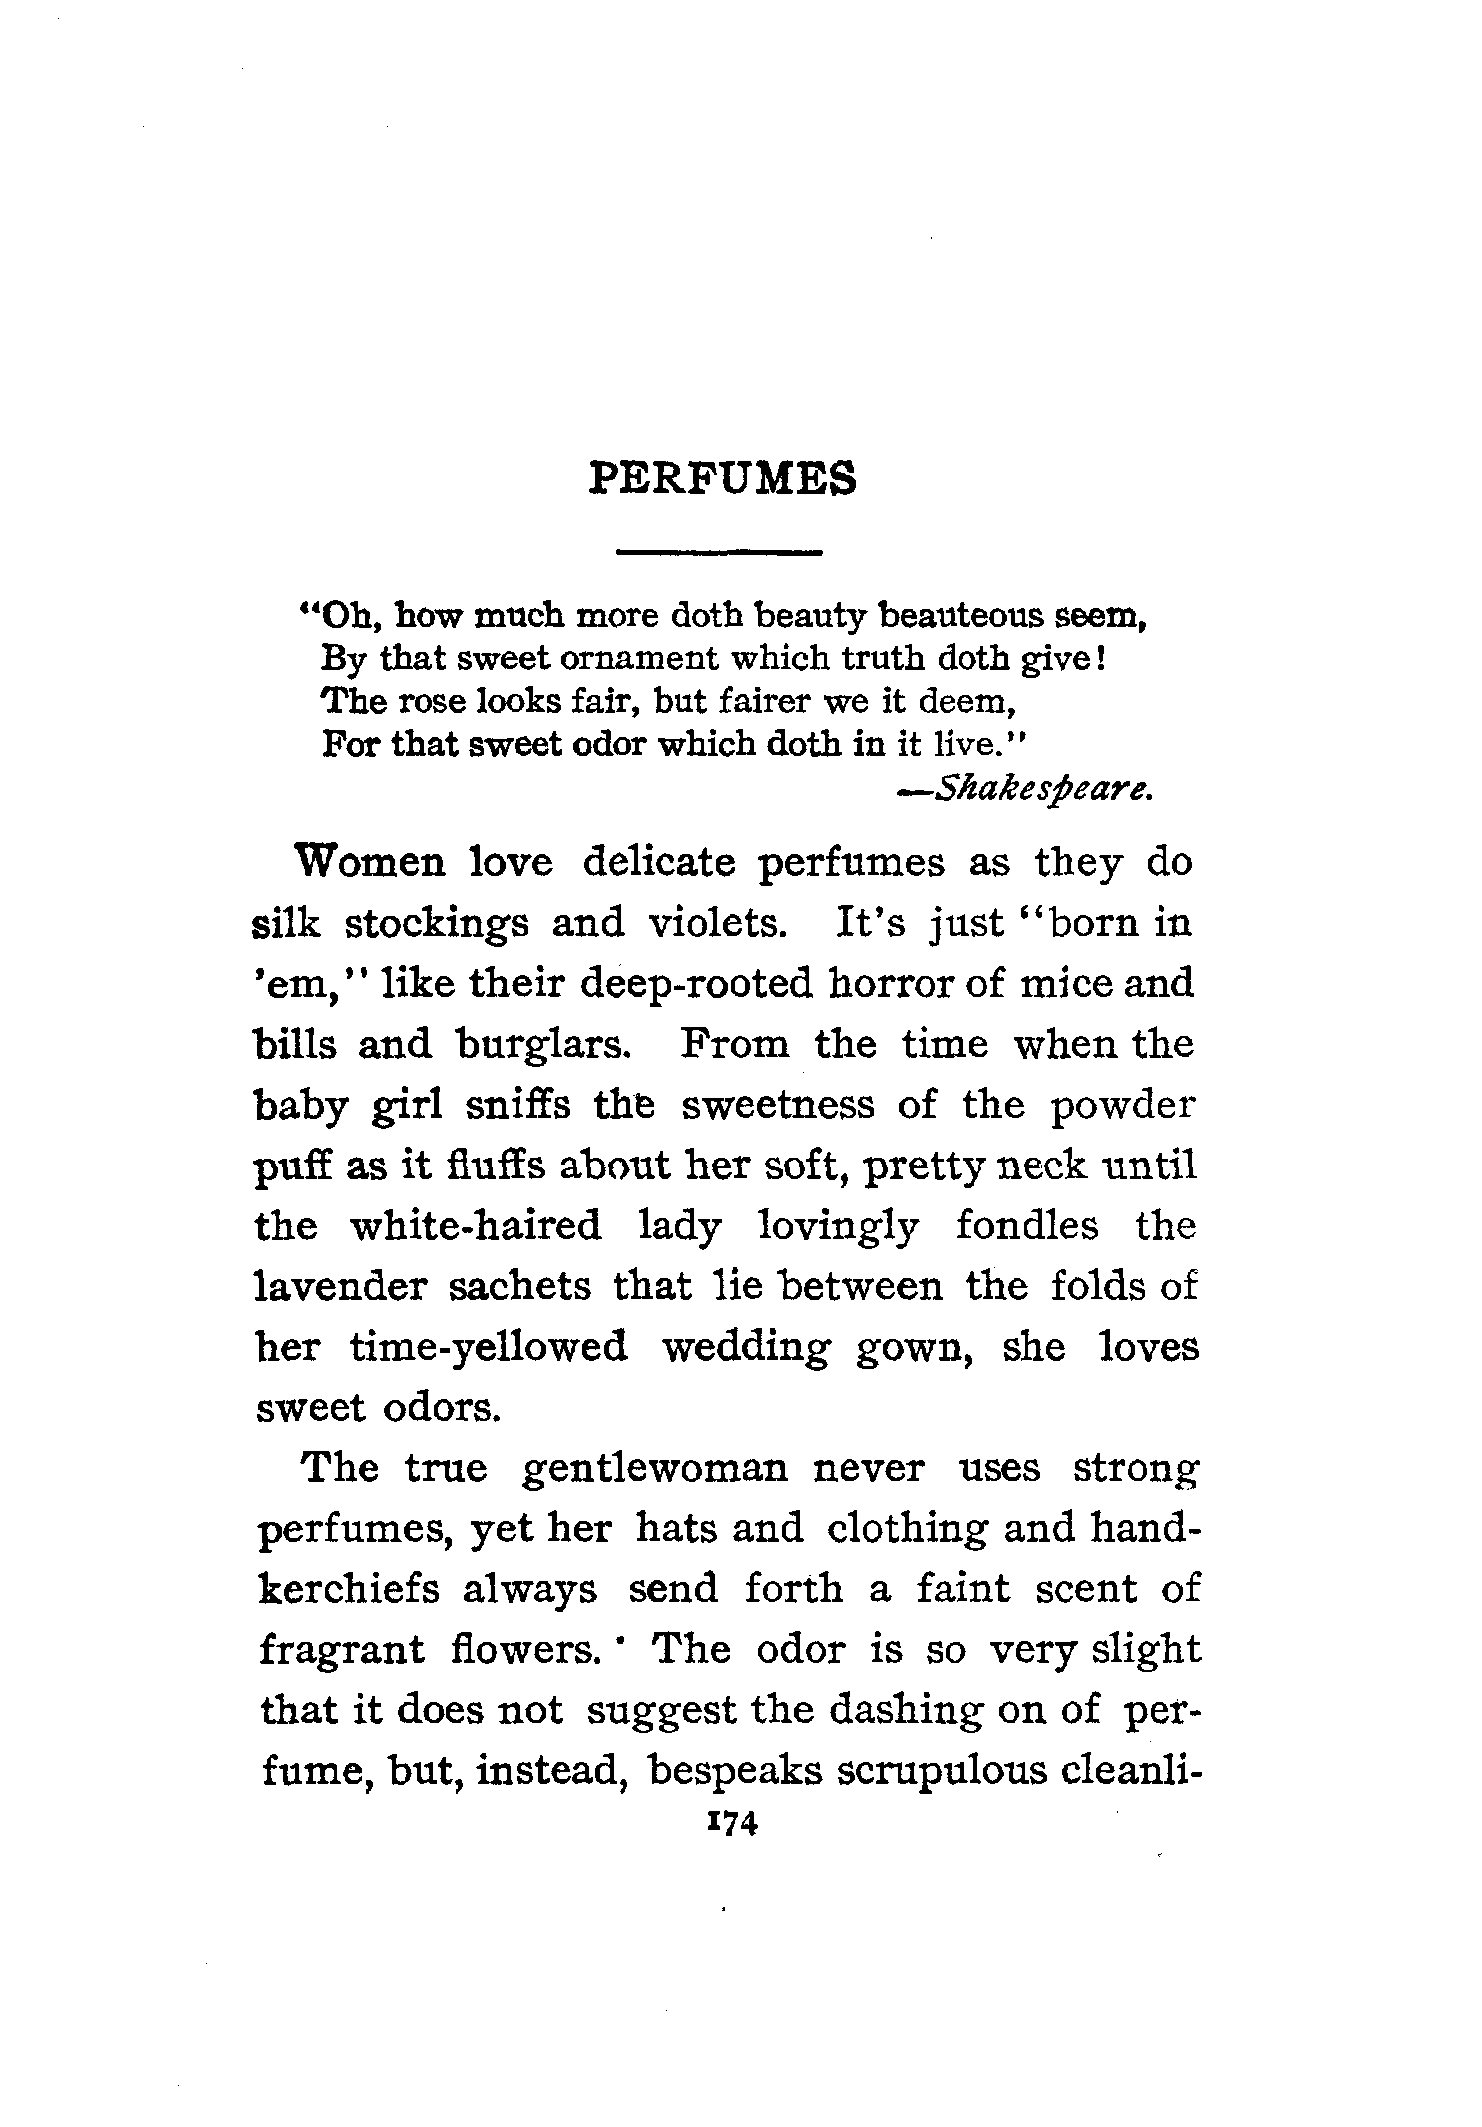 PERFUMES
"Oh, how much more doth beauty beauteous seem,
By that sweet ornament which truth doth give!
The rose looks fair, but fairer we it deem,
For that sweet odor which doth in it live."
—Shakespeare.
Women love delicate perfumes as they do
silk stockings and violets. It's just "born in
'em," like their deep-rooted horror of mice and
bills and burglars. From the time when the
baby girl sniffs the sweetness of the powder
puff as it fluffs about her soft, pretty neck until
the white-haired lady lovingly fondles the
lavender sachets that lie between the folds of
her time-yellowed wedding gown, she loves
sweet odors.
The true gentlewoman never uses strong
perfumes, yet her hats and clothing and hand-
kerchiefs always send forth a faint scent of
fragrant flowers. The odor is so very slight
that it does not suggest the dashing on of per-
fume, but, instead, bespeaks scrupulous cleanli-
174